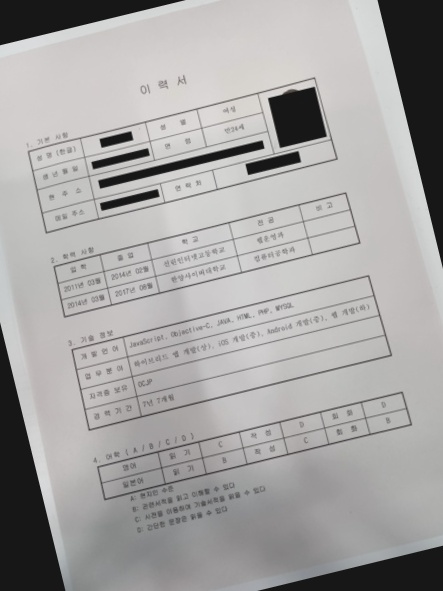 이 력 서
1. 기본 사항
성 명 (한글) 성 별 여성
생 년 월 일 연 령 만24세
현 주 소
메일 주소 연 락 처
2. 학력 사항
입 학 졸 업 학 교 전 공 비 고
2011년 03월 2014년 02월 선린인터넷고등학교 웹운영과
2014년 03월 2017년 08월 한양사이버대학교 컴퓨터공학과
3. 기술 정보
개 발 언 어 JavaScript, Objective-C, JAVA, HTML, PHP, MYSQL
업 무 분 야 하이브리드 앱 개발(상), iOS 개발(중), Android 개발(중), 웹 개발(하)
자격증 보유 OCJP
경 력 기 간 7년 7개월
4. 어학 ( A / B / C / D )
영어 읽 기 C 작 성 D 회 화 D
일본어 읽 기 B 작 성 C 회 화 B
A: 현지인 수준
B: 관련서적을 읽고 이해할 수 있다
C: 사전을 이용하여 기술서적을 읽을 수 있다
D: 간단한 문장은 읽을 수 있다